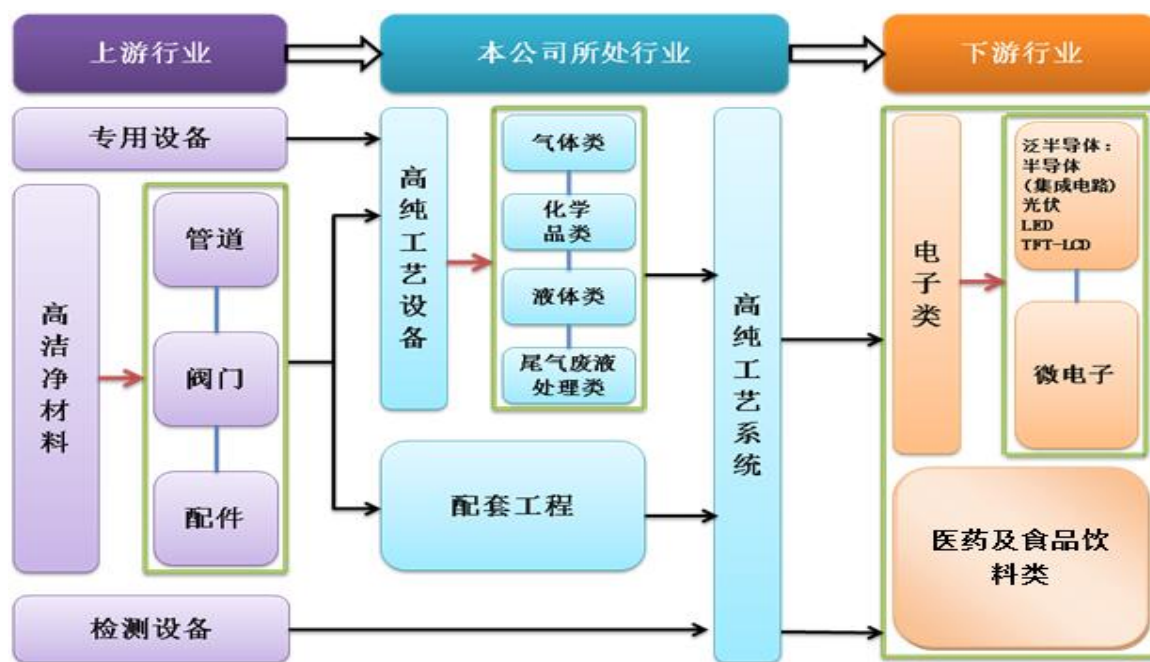 上游行业
本公司所处行业
下游行业
专用设备
高洁净材料
管道
阀门
配件
检测设备
高纯工艺设备
气体类
化学
品类
液体类
尾气废液
处理类
配套工程
高纯工艺系统
电子类
泛半导体：
半导体
(集成电路)
光伏
LED
TFT-LCD
微电子
医药及食品饮
料类